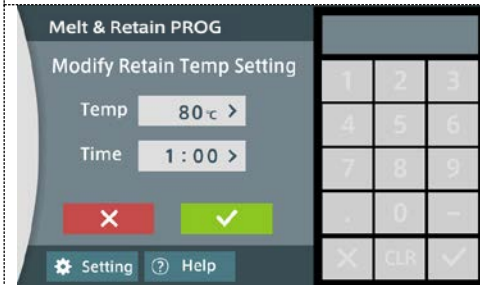 Melt & Retain PROG
Modify Retain Temp Setting
Temp 80℃ >
Time 1:00 >
Setting ? Help
1 2 3
4 5 6
7 8 9
. 0 -
X CLR ✓